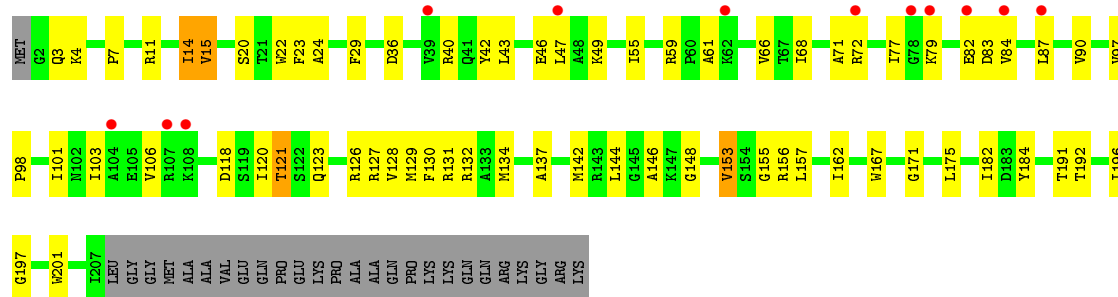 MET G2 Q3 K4 P7 R11 I14 V15 S20 T21 W22 F23 A24 F29 D36 V39 R40 Q41 Y42 L43 E46 L47 A48 K49 I55 R59 P60 A61 K62 V66 T67 I68 A71 R72 I77 G78 K79 E82 D83 V84 L87 V90 V97
P98 I101 N102 I103 A104 E105 V106 R107 K108 D118 S119 I120 T121 S122 Q123 R126 R127 V128 M129 F130 R131 R132 A133 M134 A137 M142 R143 L144 G145 A146 K147 G148 V153 S154 G155 R156 L157 I162 W167 G171 L175 I182 D183 Y184 T191 T192 I196
G197 W201 I207 LEU GLY GLY MET ALA ALA VAL GLU GLN PRO GLU LYS PRO ALA ALA GLN PRO LYS LYS GLN GLN ARG LYS GLY ARG LYS